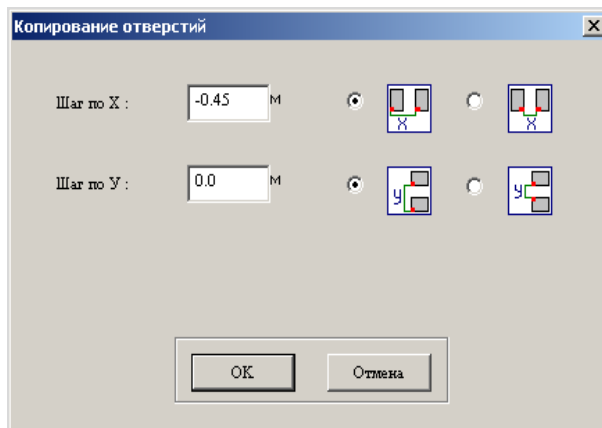 Копирование отверстий
Шаг по X : -0.45 м X X
Шаг по У : 0.0 м y y
OK Отмена